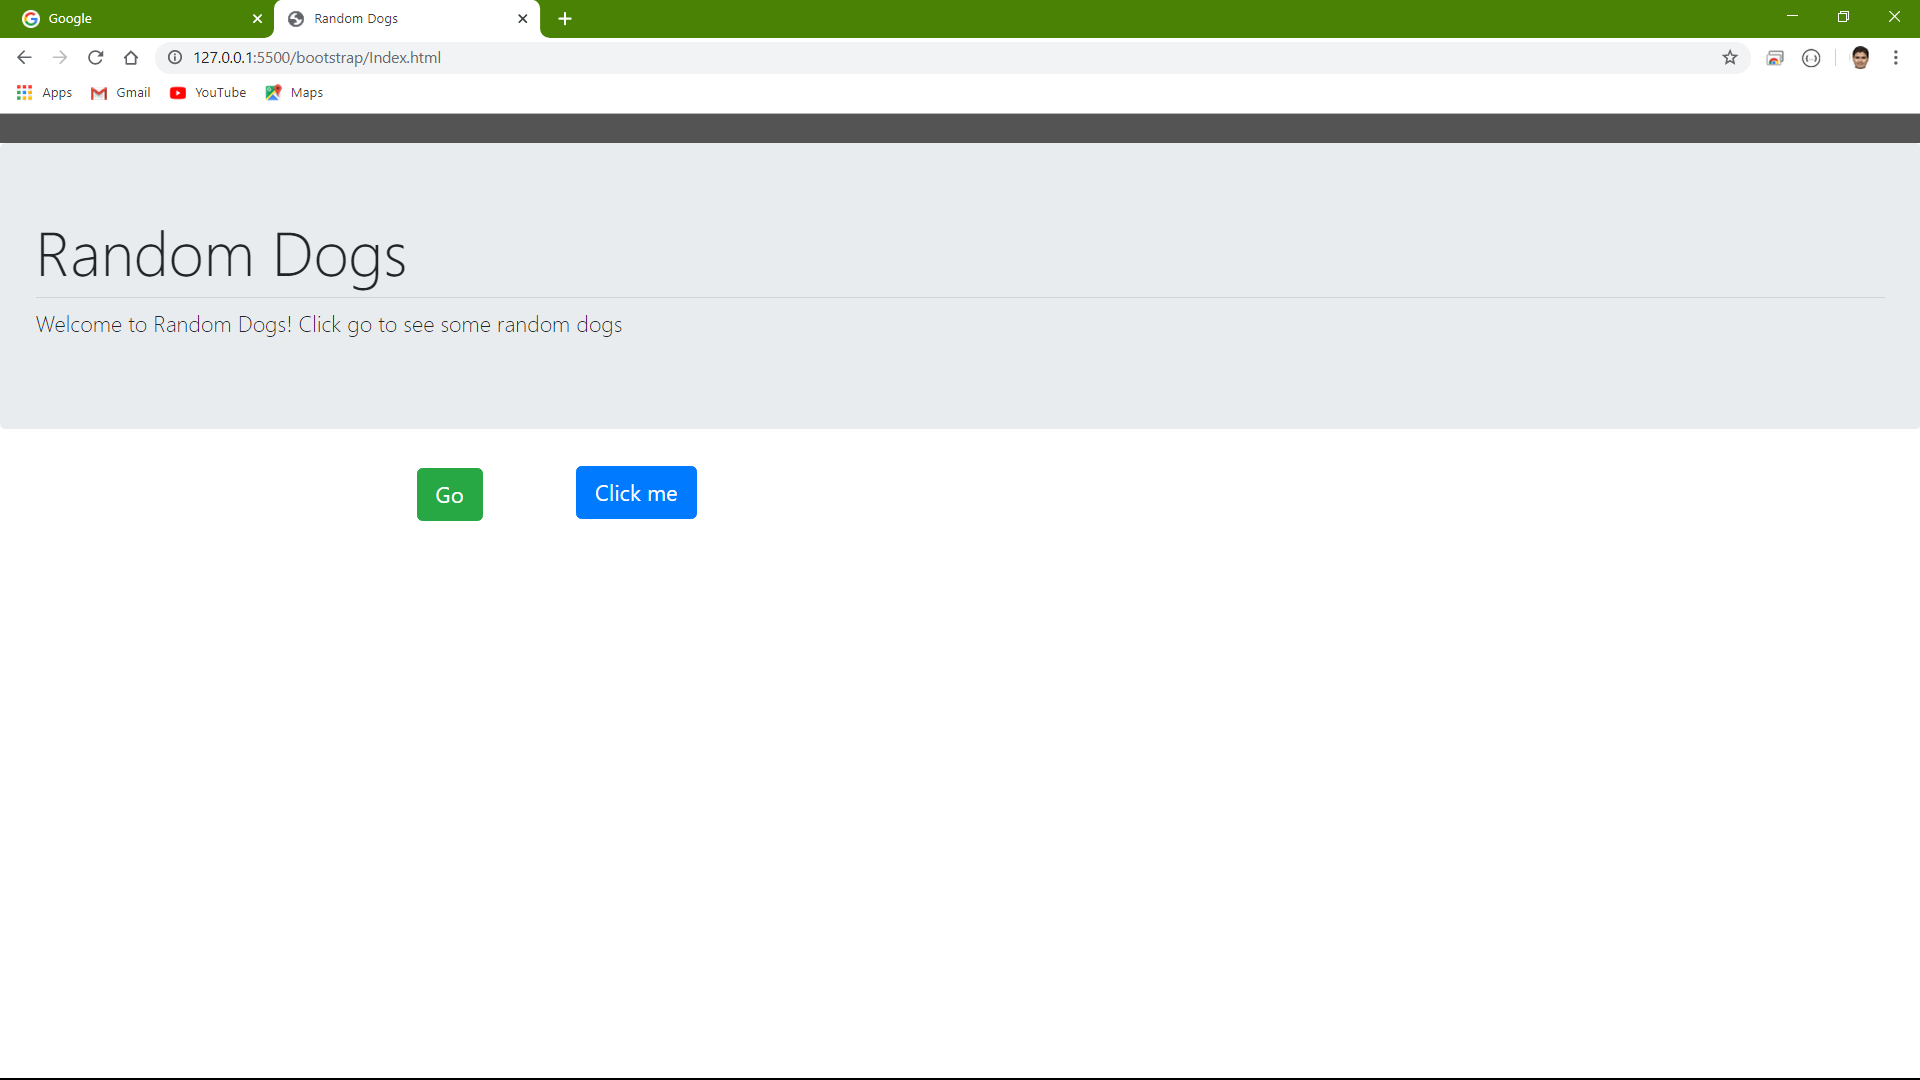 Google
Random Dogs
127.0.0.1:5500/bootstrap/Index.html
Apps Gmail YouTube Maps
Random Dogs
Welcome to Random Dogs! Click go to see some random dogs
Go Click me